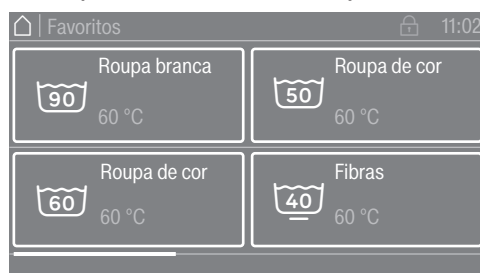 Favoritos 11:02
Roupa branca
90
60 °C
Roupa de cor
50
60 °C
Roupa de cor
60
60 °C
Fibras
40
60 °C